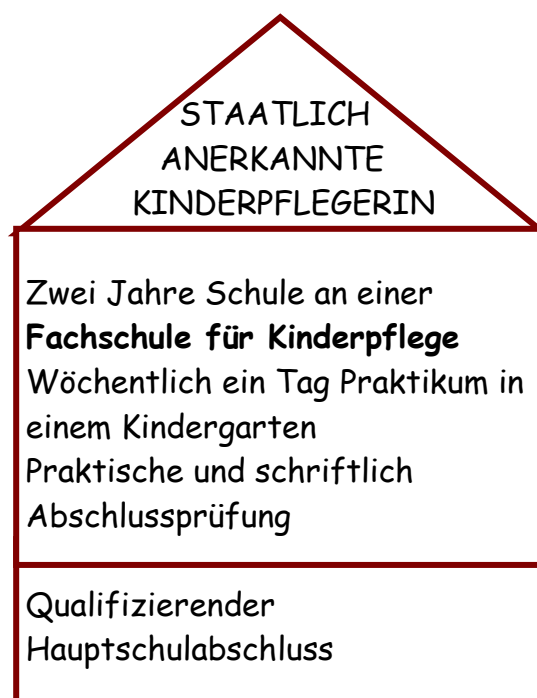 STAATLICH
ANERKANNTE
KINDERPFLEGERIN
Zwei Jahre Schule an einer
Fachschule für Kinderpflege
Wöchentlich ein Tag Praktikum in
einem Kindergarten
Praktische und schriftlich
Abschlussprüfung
Qualifizierender
Hauptschulabschluss